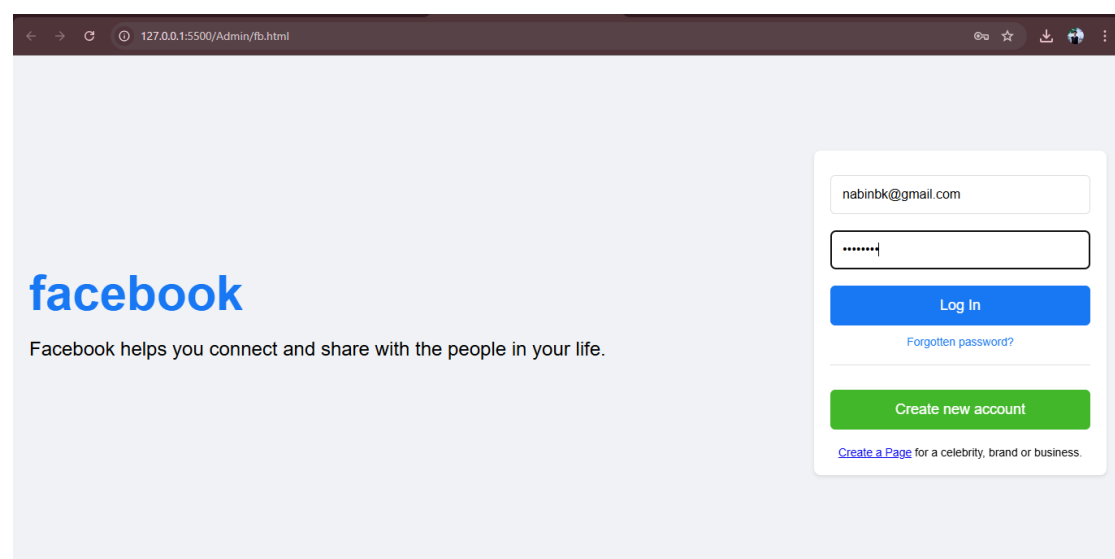 127.0.0.1:5500/Admin/fb.html
nabinbk@gmail.com
••••••••
facebook
Facebook helps you connect and share with the people in your life.
Log In
Forgotten password?
Create new account
Create a Page for a celebrity, brand or business.